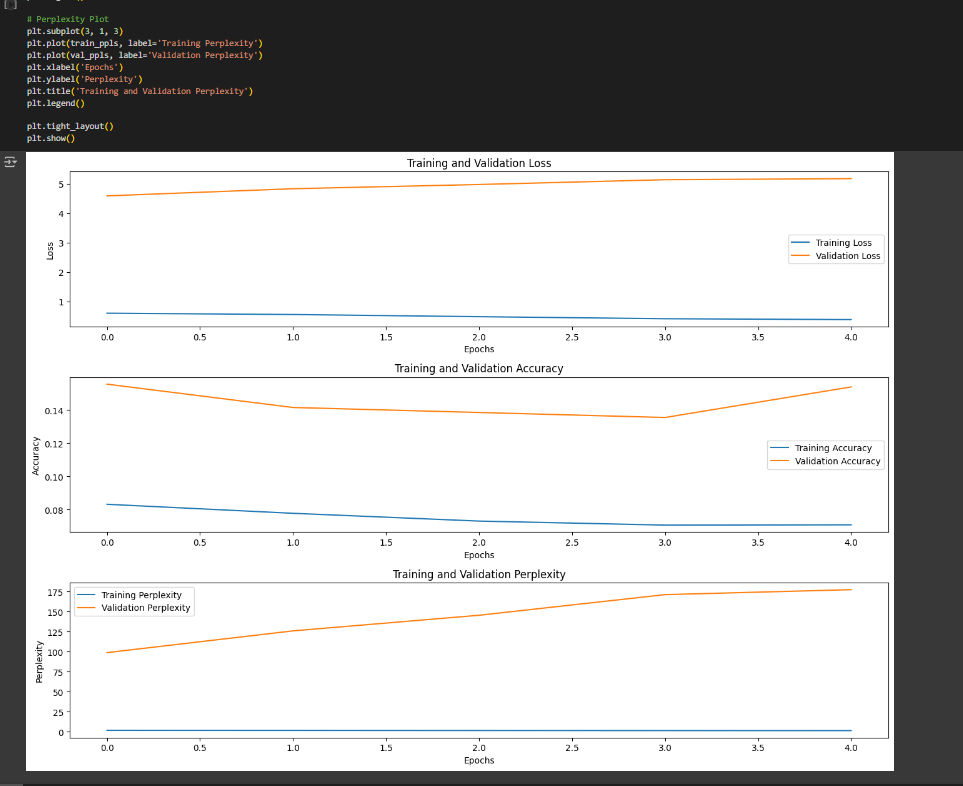 # Perplexity Plot
plt.subplot(3, 1, 3)
plt.plot(train_ppls, label='Training Perplexity')
plt.plot(val_ppls, label='Validation Perplexity')
plt.xlabel('Epochs')
plt.ylabel('Perplexity')
plt.title('Training and Validation Perplexity')
plt.legend()
plt.tight_layout()
plt.show()
Training and Validation Loss
5
4
3
2
1
Loss
Training Loss
Validation Loss
0.0 0.5 1.0 1.5 2.0 2.5 3.0 3.5 4.0
Epochs
Training and Validation Accuracy
0.14
0.12
0.10
0.08
Accuracy
Training Accuracy
Validation Accuracy
0.0 0.5 1.0 1.5 2.0 2.5 3.0 3.5 4.0
Epochs
Training and Validation Perplexity
175
150
125
100
75
50
25
0
Perplexity
Training Perplexity
Validation Perplexity
0.0 0.5 1.0 1.5 2.0 2.5 3.0 3.5 4.0
Epochs